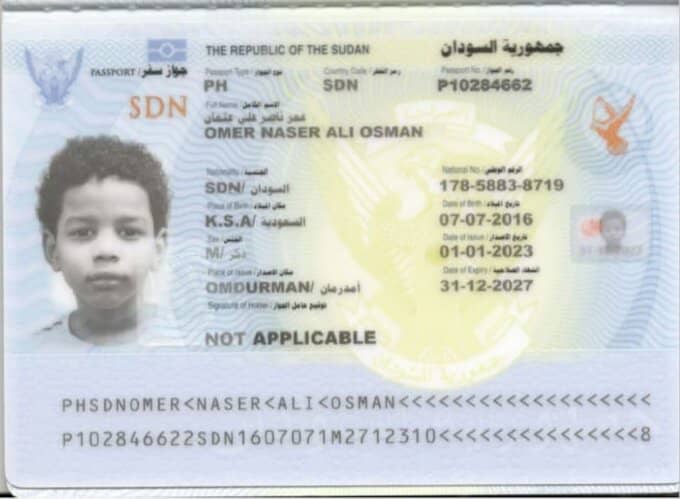 THE REPUBLIC OF THE SUDAN جمهورية السودان
PASSPORT / جواز سفر
Passport Type / نوع الجواز Country Code / رمز القطر Passport No. / رقم الجواز
PH SDN P10284662
SDN
Full Name / الاسم الكامل
عمر ناصر علي عثمان
OMER NASER ALI OSMAN
Nationality / الجنسية National No. / الرقم الوطني
SDN/ السودان 178-5883-8719
Place of Birth / مكان الميلاد Date of Birth / تاريخ الميلاد
K.S.A/ السعودية 07-07-2016
Sex / الجنس Date of Issue / تاريخ الاصدار
M/ ذكر 01-01-2023
Place of Issue / مكان الاصدار Date of Expiry / انتهاء الصلاحية
OMDURMAN/ أمدرمان 31-12-2027
Signature of Holder / توقيع حامل الجواز
NOT APPLICABLE
جمهورية السودان
PHSDNOMER<NASER<ALI<OSMAN<<<<<<<<<<<<<<<<<<<
P102846622SDN1607071M2712310<<<<<<<<<<<<<<<8